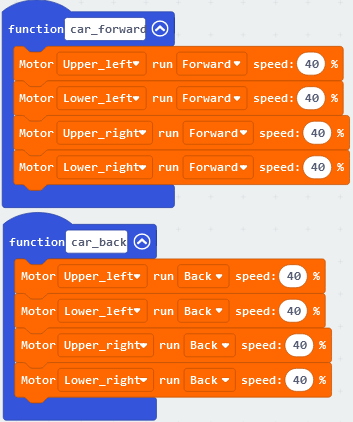 function car_forward
Motor Upper_left run Forward speed: 40 %
Motor Lower_left run Forward speed: 40 %
Motor Upper_right run Forward speed: 40 %
Motor Lower_right run Forward speed: 40 %
function car_back
Motor Upper_left run Back speed: 40 %
Motor Lower_left run Back speed: 40 %
Motor Upper_right run Back speed: 40 %
Motor Lower_right run Back speed: 40 %